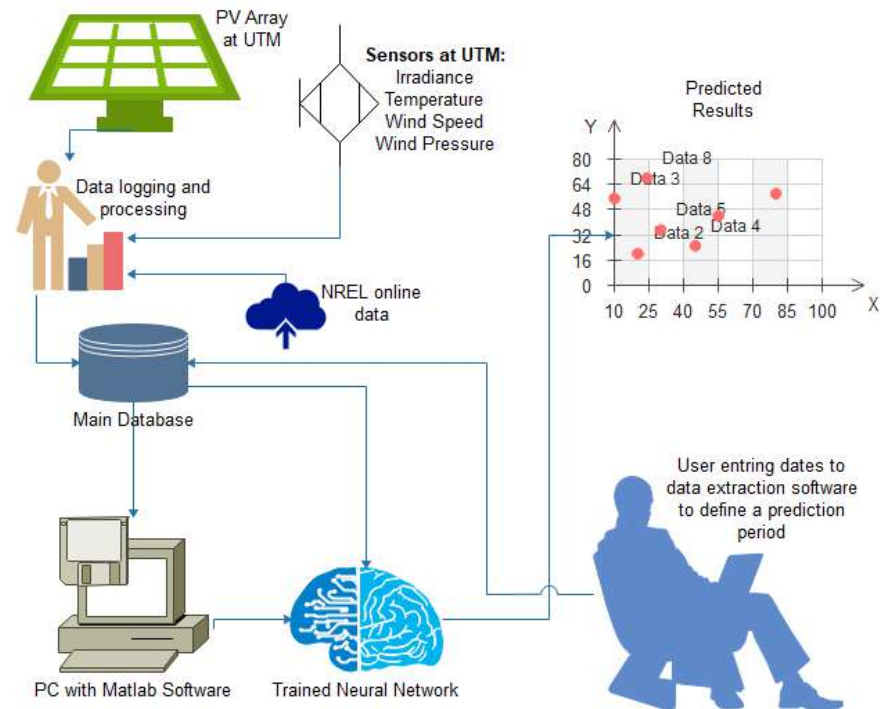 PV Array
at UTM
Sensors at UTM:
Irradiance
Temperature
Wind Speed
Wind Pressure
Data logging and
processing
NREL online
data
Main Database
PC with Matlab Software
Trained Neural Network
Predicted
Results
Y
80
64
48
32
16
0
Data 8
Data 3
Data 5
Data 4
Data 2
10 25 40 55 70 85 100
X
User entring dates to
data extraction software
to define a prediction
period